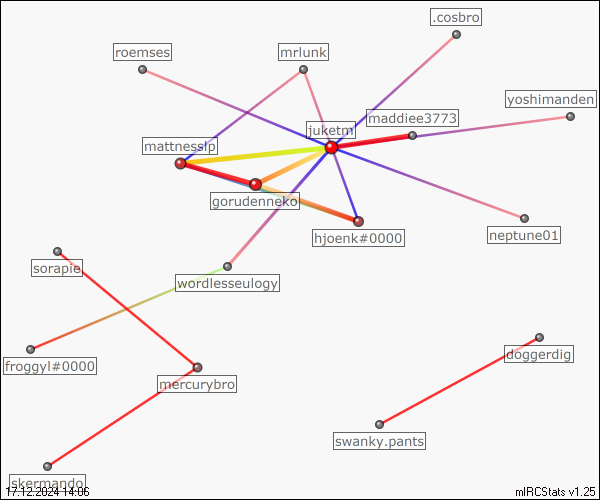 .cosbro
roemses
mrlunk
yoshimanden
maddiee3773
juketm
mattnesslp
gorudenneko
neptune01
hjoenk#0000
sorapie
wordlesseulogy
doggerdig
froggyl#0000
mercurybro
swanky.pants
skermando
17.12.2024 14:06
mIRCStats v1.25